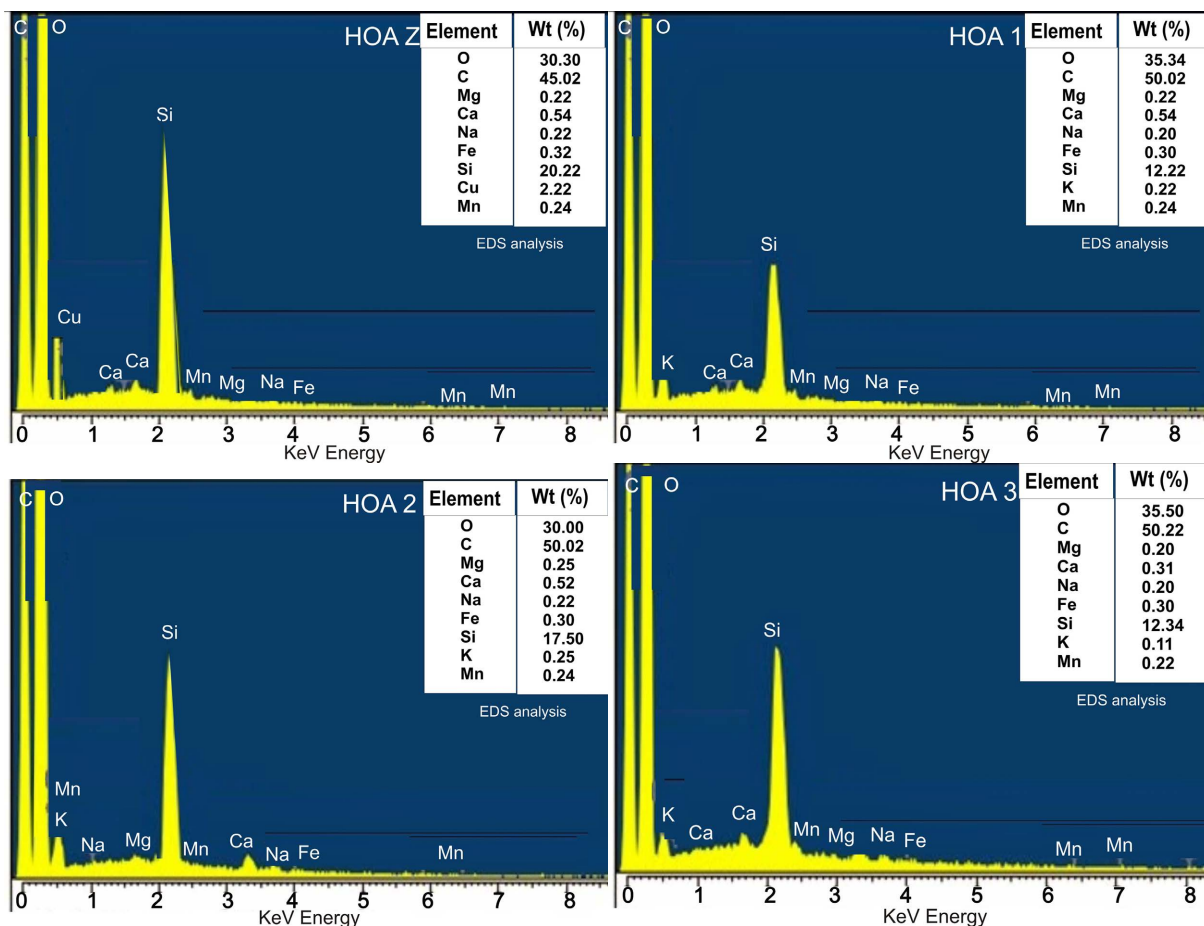 C O
HOA Z
Element Wt (%)
O 30.30
C 45.02
Mg 0.22
Ca 0.54
Na 0.22
Fe 0.32
Si 20.22
Cu 2.22
Mn 0.24
EDS analysis
Si
Cu
Ca Ca Mn Mg Na Fe Mn Mn
0 1 2 3 4 5 6 7 8
KeV Energy
C O
HOA 1
Element Wt (%)
O 35.34
C 50.02
Mg 0.22
Ca 0.54
Na 0.20
Fe 0.30
Si 12.22
K 0.22
Mn 0.24
EDS analysis
Si
K Ca Ca Mn Mg Na Fe Mn Mn
0 1 2 3 4 5 6 7 8
KeV Energy
C O
HOA 2
Element Wt (%)
O 30.00
C 50.02
Mg 0.25
Ca 0.52
Na 0.22
Fe 0.30
Si 17.50
K 0.25
Mn 0.24
EDS analysis
Si
Mn
K Na Mg Mn Ca Na Fe Mn
0 1 2 3 4 5 6 7 8
KeV Energy
C O
HOA 3
Element Wt (%)
O 35.50
C 50.22
Mg 0.20
Ca 0.31
Na 0.20
Fe 0.30
Si 12.34
K 0.11
Mn 0.22
EDS analysis
Si
K Ca Ca Mn Mg Na Fe Mn Mn
0 1 2 3 4 5 6 7 8
KeV Energy